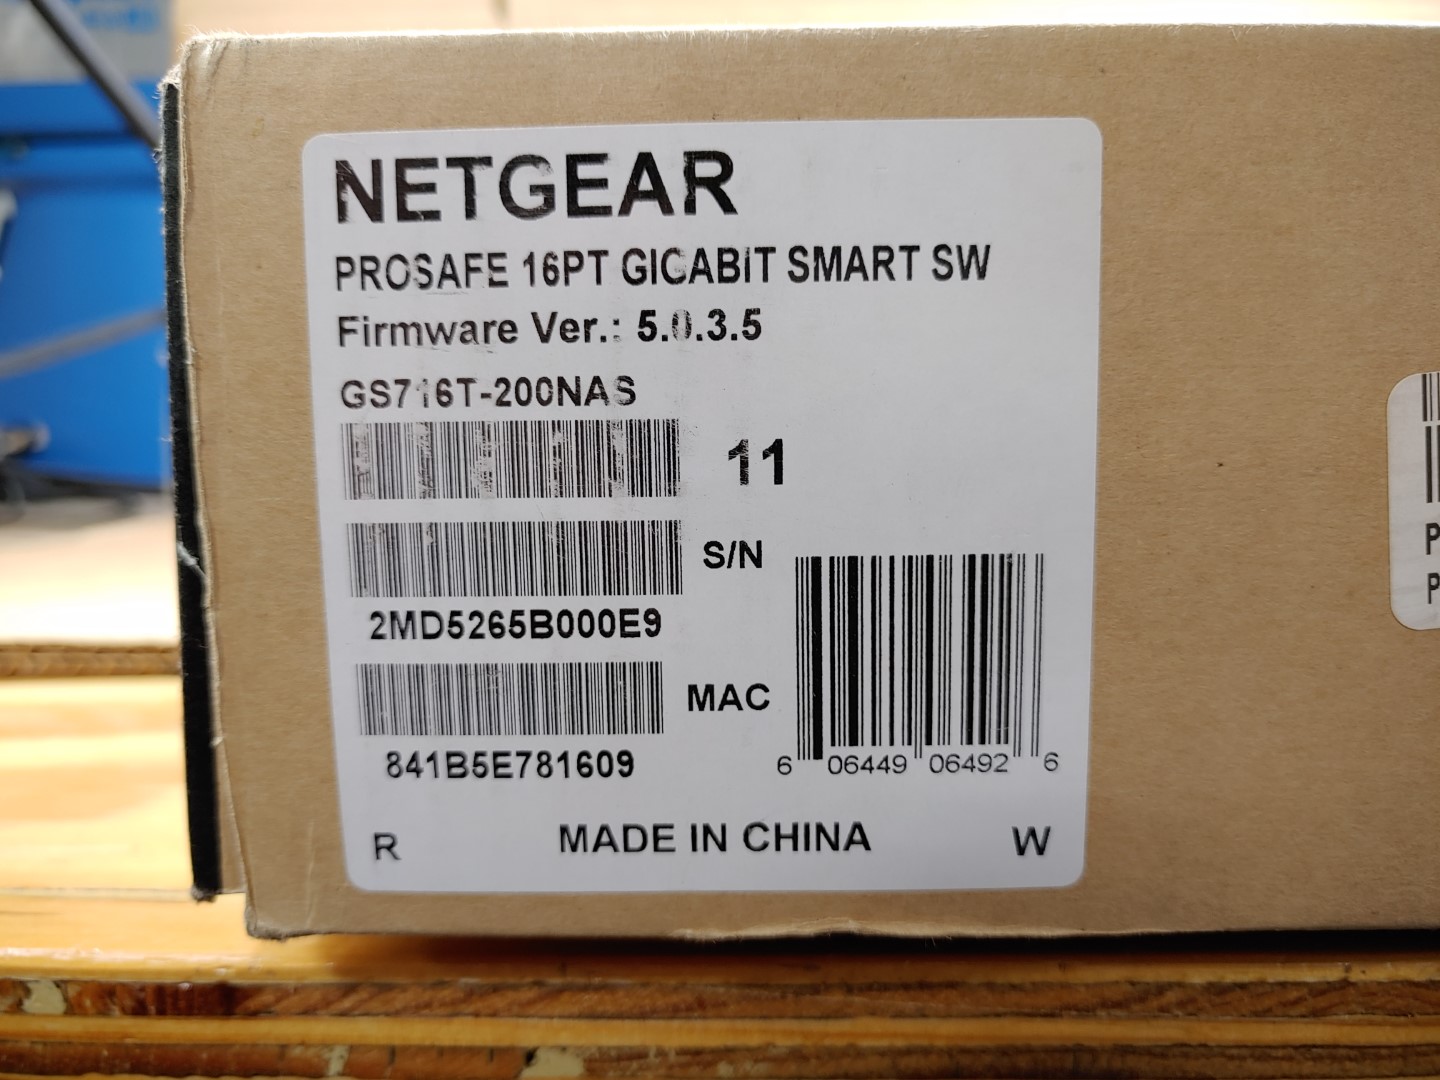 NETGEAR
PROSAFE 16PT GIGABIT SMART SW
Firmware Ver.: 5.0.3.5
GS716T-200NAS
11
S/N
2MD5265B000E9
MAC
841B5E781609
6 06449 06492 6
R MADE IN CHINA W
P
P